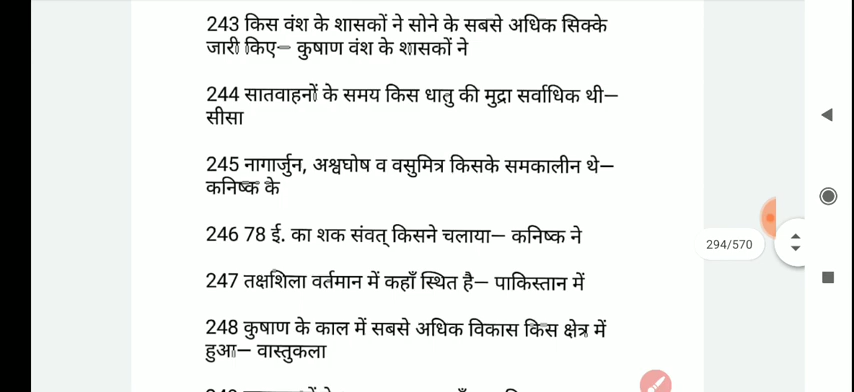 243 किस वंश के शासकों ने सोने के सबसे अधिक सिक्के
जारी किए— कुषाण वंश के शासकों ने
244 सातवाहनों के समय किस धातु की मुद्रा सर्वाधिक थी—
सीसा
245 नागार्जुन, अश्वघोष व वसुमित्र किसके समकालीन थे—
कनिष्क के
246 78 ई. का शक संवत् किसने चलाया— कनिष्क ने
294/570
247 तक्षशिला वर्तमान में कहाँ स्थित है— पाकिस्तान में
248 कुषाण के काल में सबसे अधिक विकास किस क्षेत्र में
हुआ— वास्तुकला